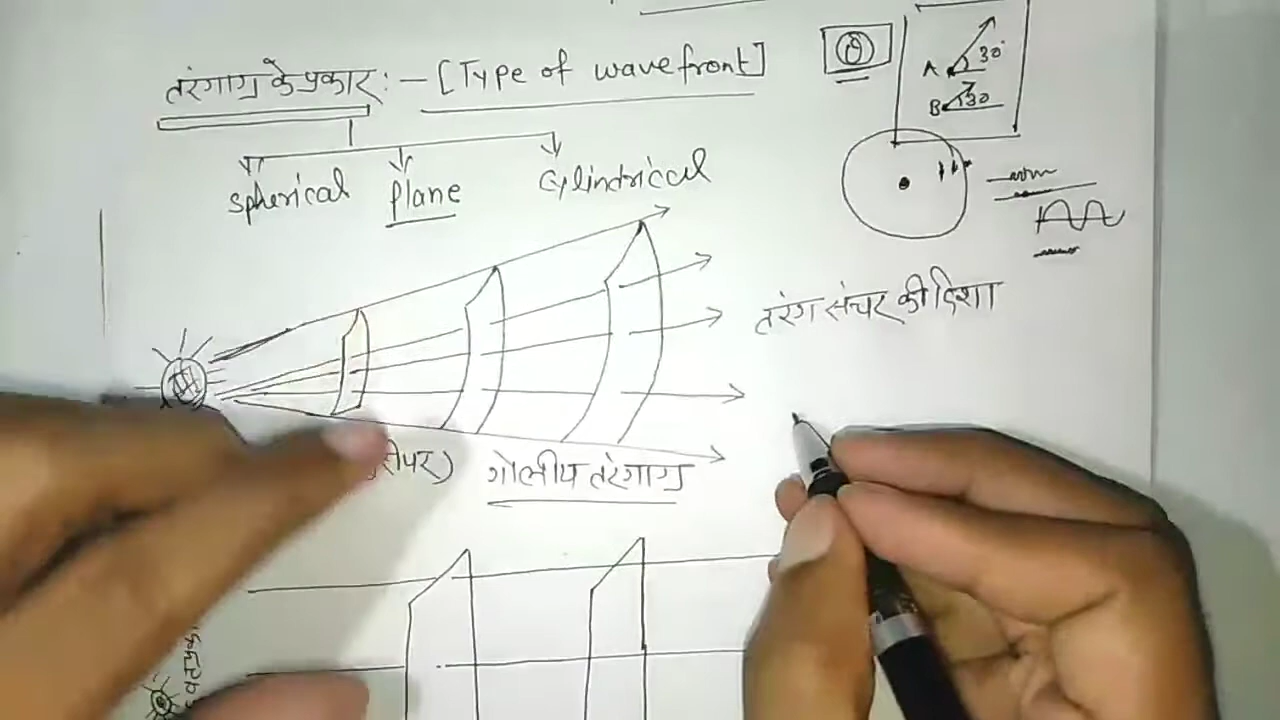 तरंगाग्र के प्रकार: — [Type of wavefront]
spherical plane cylindrical
θ
A 30°
B 30
तरंग संचर की दिशा
गोलीय तरंगाग्र